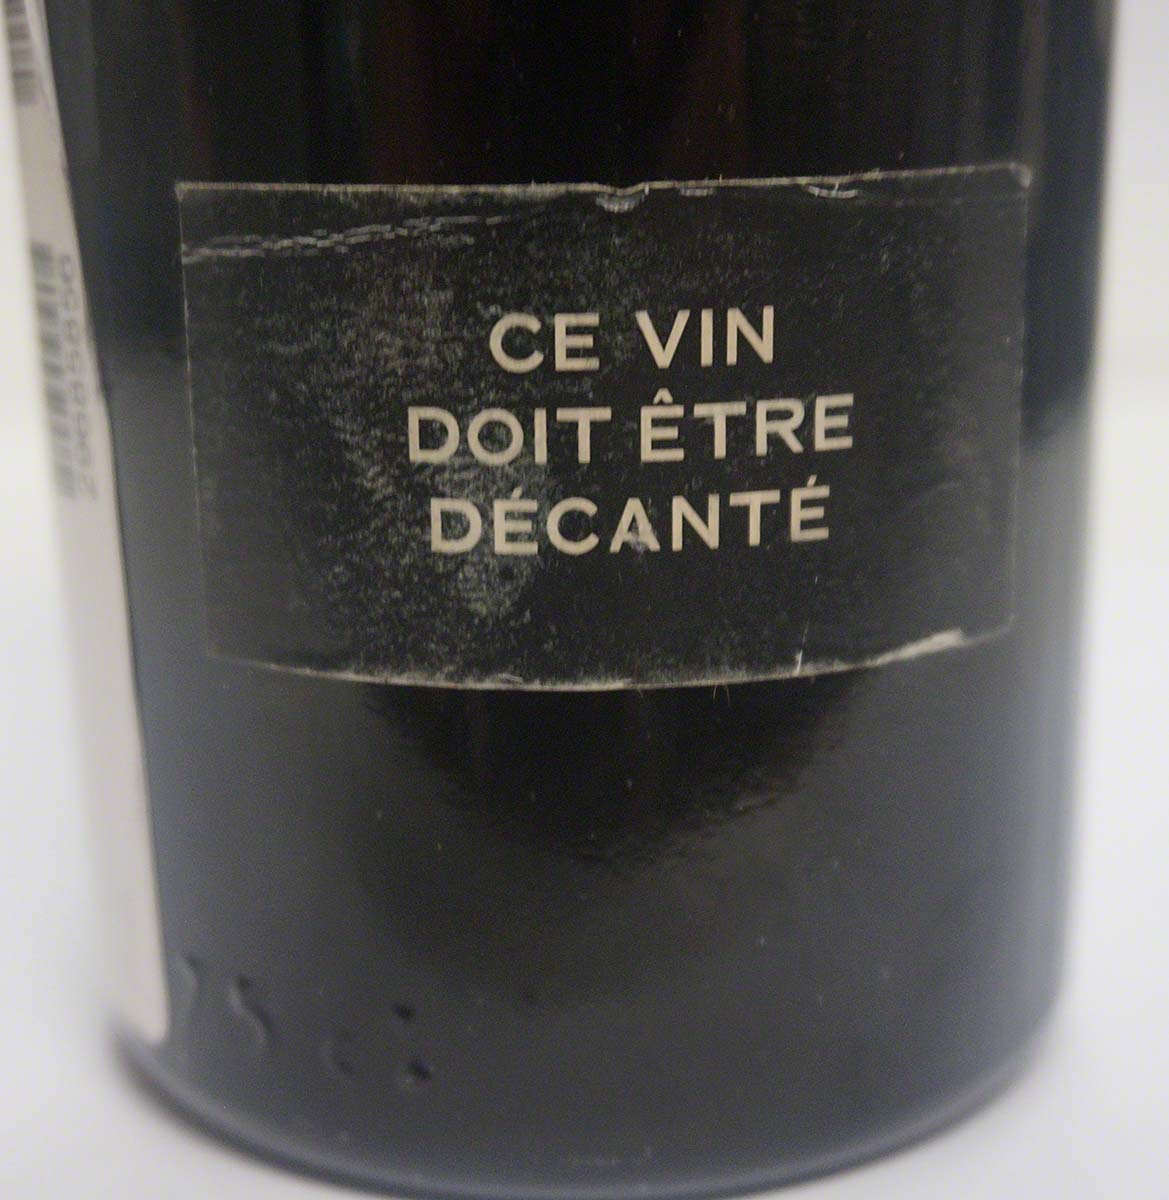 CE VIN
DOIT ÊTRE
DÉCANTÉ